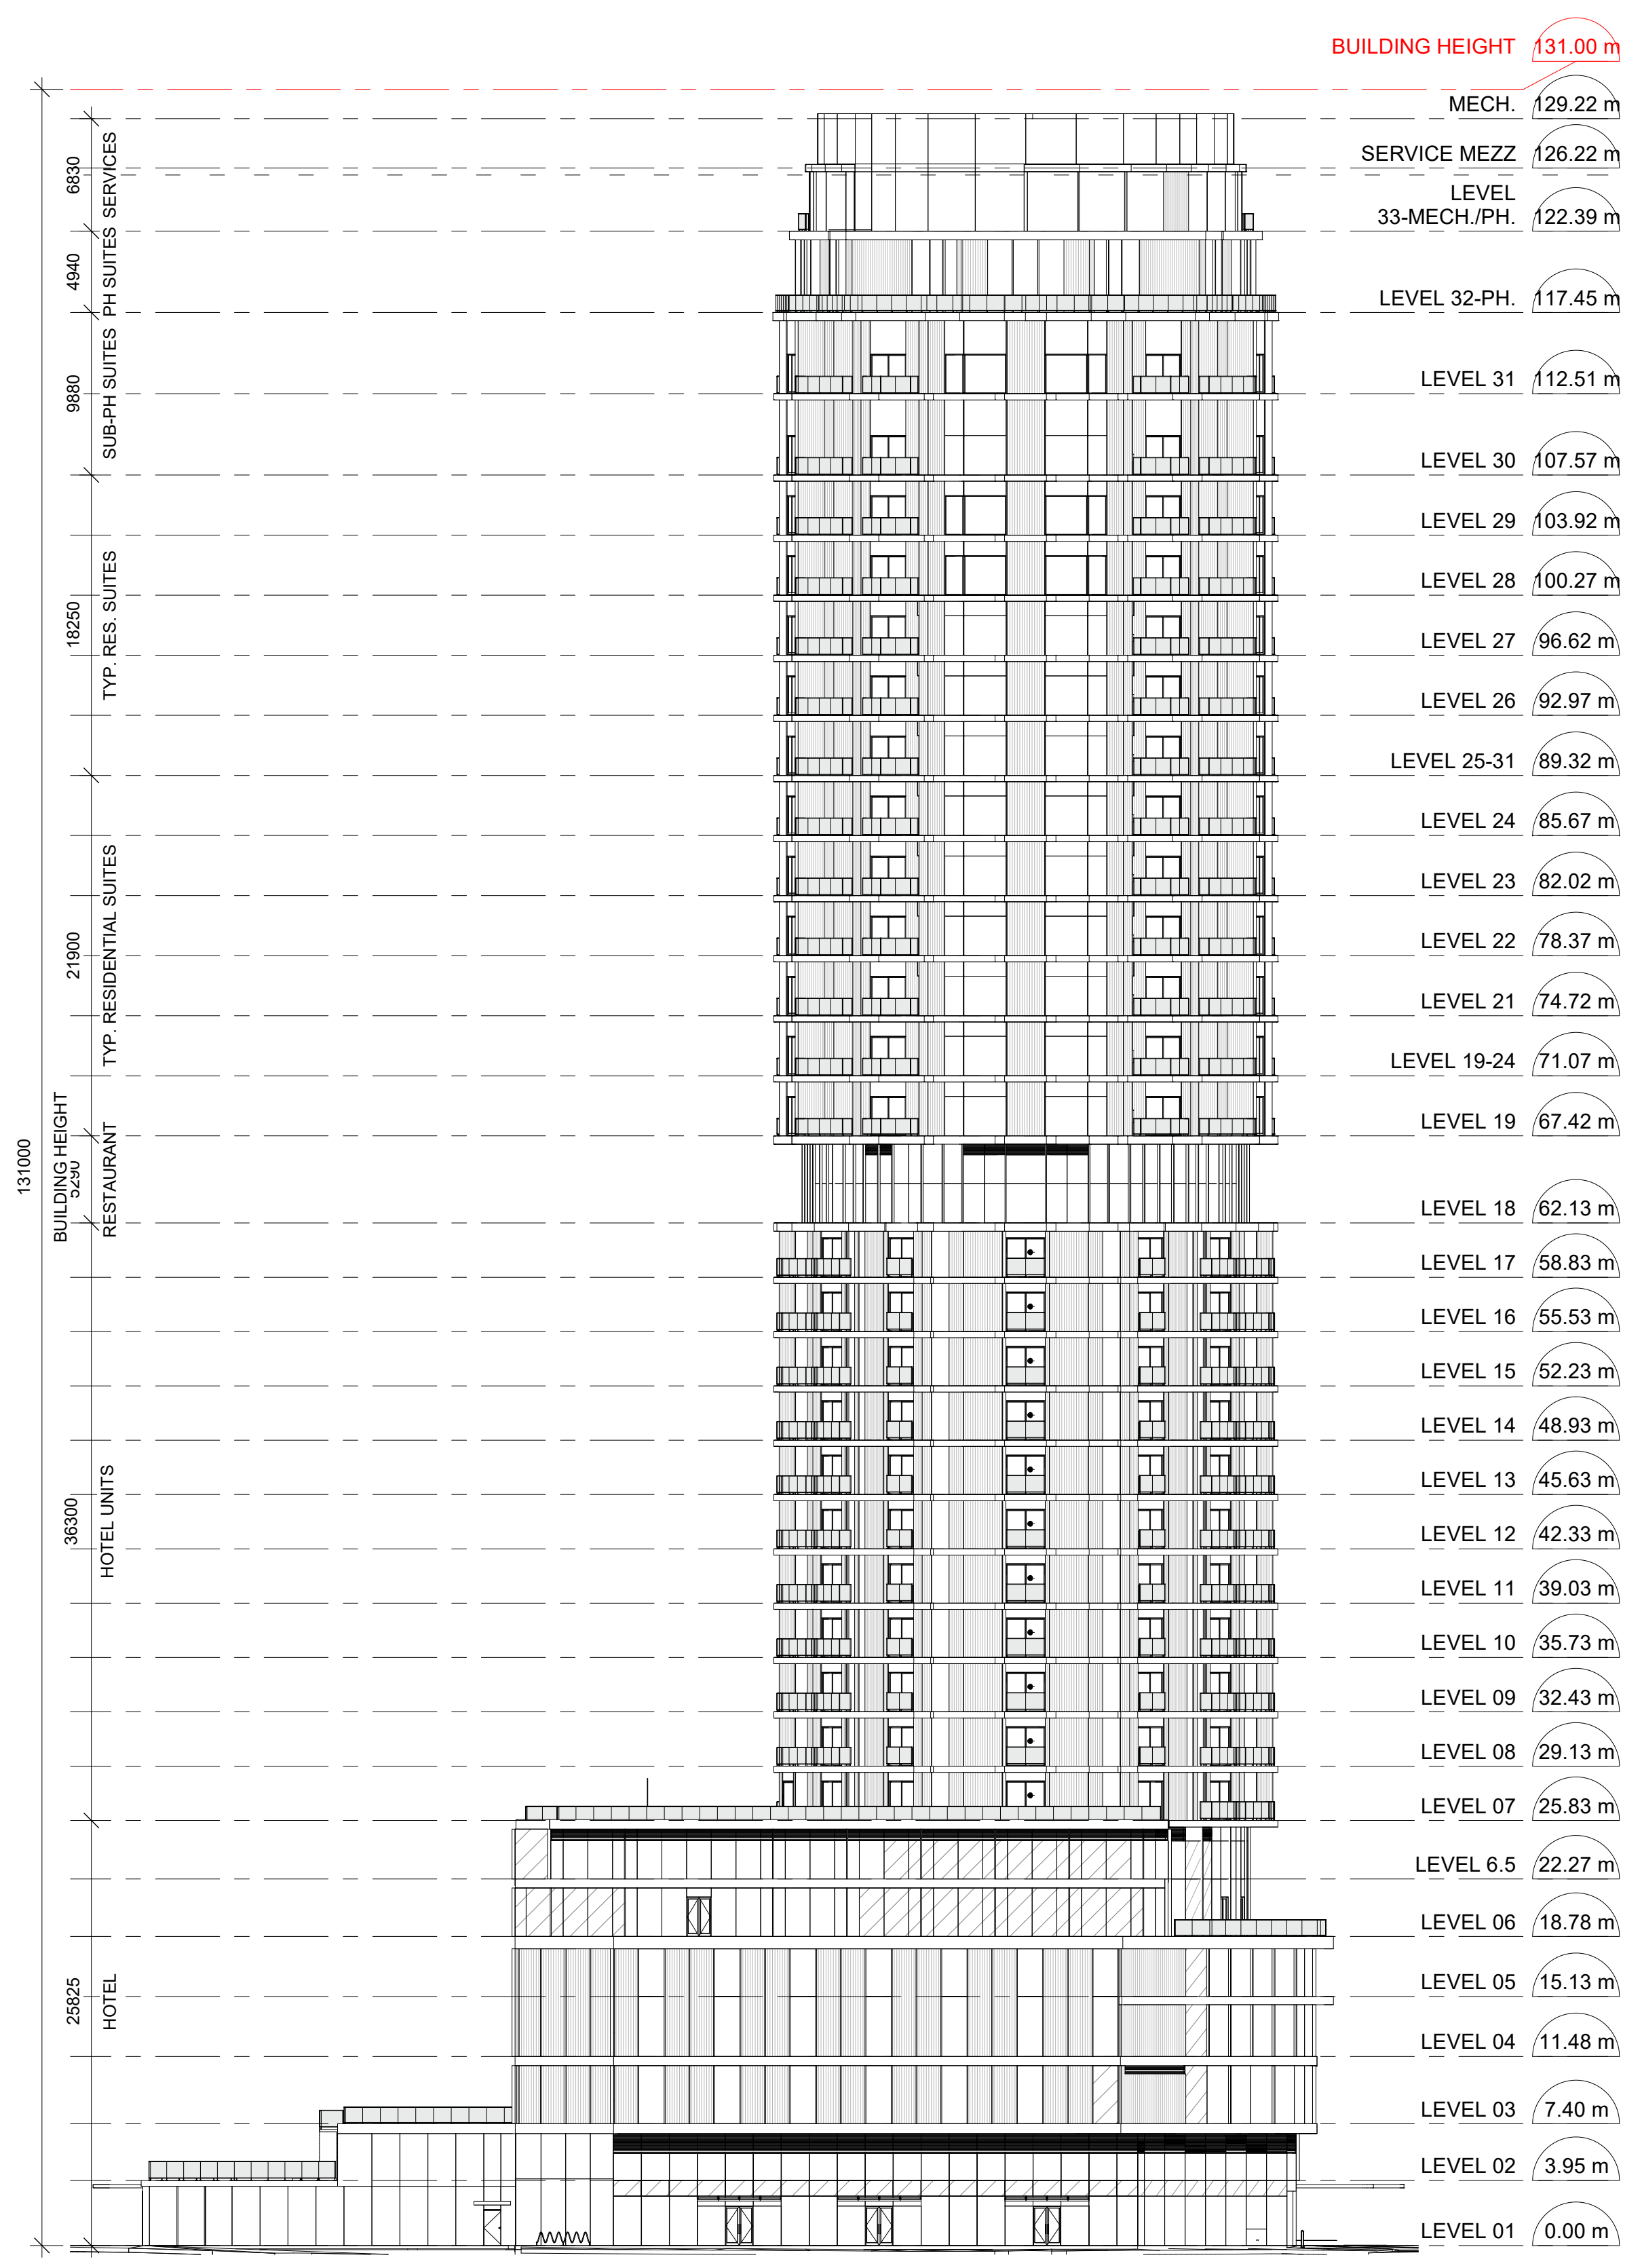 BUILDING HEIGHT 131.00 m
MECH. 129.22 m
SERVICE MEZZ 126.22 m
LEVEL
33-MECH./PH. 122.39 m
LEVEL 32-PH. 117.45 m
LEVEL 31 112.51 m
LEVEL 30 107.57 m
LEVEL 29 103.92 m
LEVEL 28 100.27 m
LEVEL 27 96.62 m
LEVEL 26 92.97 m
LEVEL 25-31 89.32 m
LEVEL 24 85.67 m
LEVEL 23 82.02 m
LEVEL 22 78.37 m
LEVEL 21 74.72 m
LEVEL 19-24 71.07 m
LEVEL 19 67.42 m
LEVEL 18 62.13 m
LEVEL 17 58.83 m
LEVEL 16 55.53 m
LEVEL 15 52.23 m
LEVEL 14 48.93 m
LEVEL 13 45.63 m
LEVEL 12 42.33 m
LEVEL 11 39.03 m
LEVEL 10 35.73 m
LEVEL 09 32.43 m
LEVEL 08 29.13 m
LEVEL 07 25.83 m
LEVEL 6.5 22.27 m
LEVEL 06 18.78 m
LEVEL 05 15.13 m
LEVEL 04 11.48 m
LEVEL 03 7.40 m
LEVEL 02 3.95 m
LEVEL 01 0.00 m
131000
BUILDING HEIGHT
6830
SERVICES
4940
PH SUITES
9880
SUB-PH SUITES
18250
TYP. RES. SUITES
21900
TYP. RESIDENTIAL SUITES
5290
RESTAURANT
36300
HOTEL UNITS
25825
HOTEL